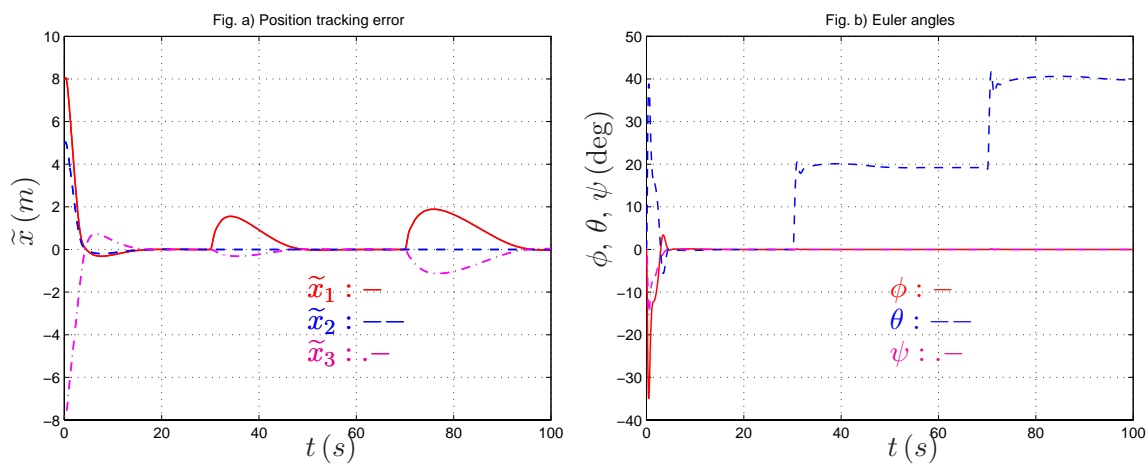 Fig. a) Position tracking error
10
8
6
4
2
0
−2
−4
−6
−8
x̃ (m)
x̃₁ : —
x̃₂ : — —
x̃₃ : . —
0 20 40 60 80 100
t (s)
Fig. b) Euler angles
50
40
30
20
10
0
−10
−20
−30
−40
ϕ, θ, ψ (deg)
ϕ : —
θ : — —
ψ : . —
0 20 40 60 80 100
t (s)